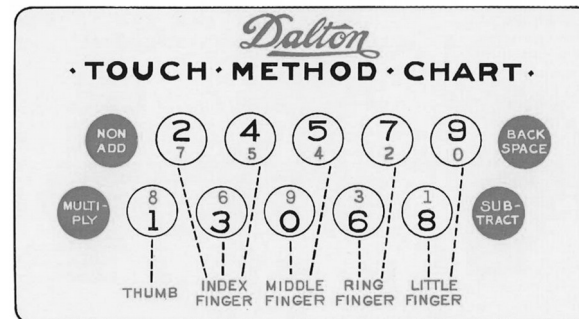 Dalton
· TOUCH · METHOD · CHART ·
NON ADD
2 7
4 5
5 4
7 2
9 0
BACK SPACE
MULTI-PLY
8 1
6 3
9 0
3 6
1 8
SUB-TRACT
THUMB
INDEX FINGER
MIDDLE FINGER
RING FINGER
LITTLE FINGER